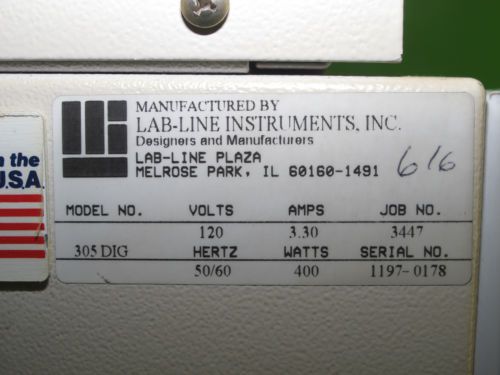 MANUFACTURED BY
LAB-LINE INSTRUMENTS, INC.
Designers and Manufacturers
LAB-LINE PLAZA
MELROSE PARK, IL 60160-1491
616
n the
U.S.A.
MODEL NO. VOLTS AMPS JOB NO.
120 3.30 3447
305 DIG HERTZ WATTS SERIAL NO.
50/60 400 1197-0178